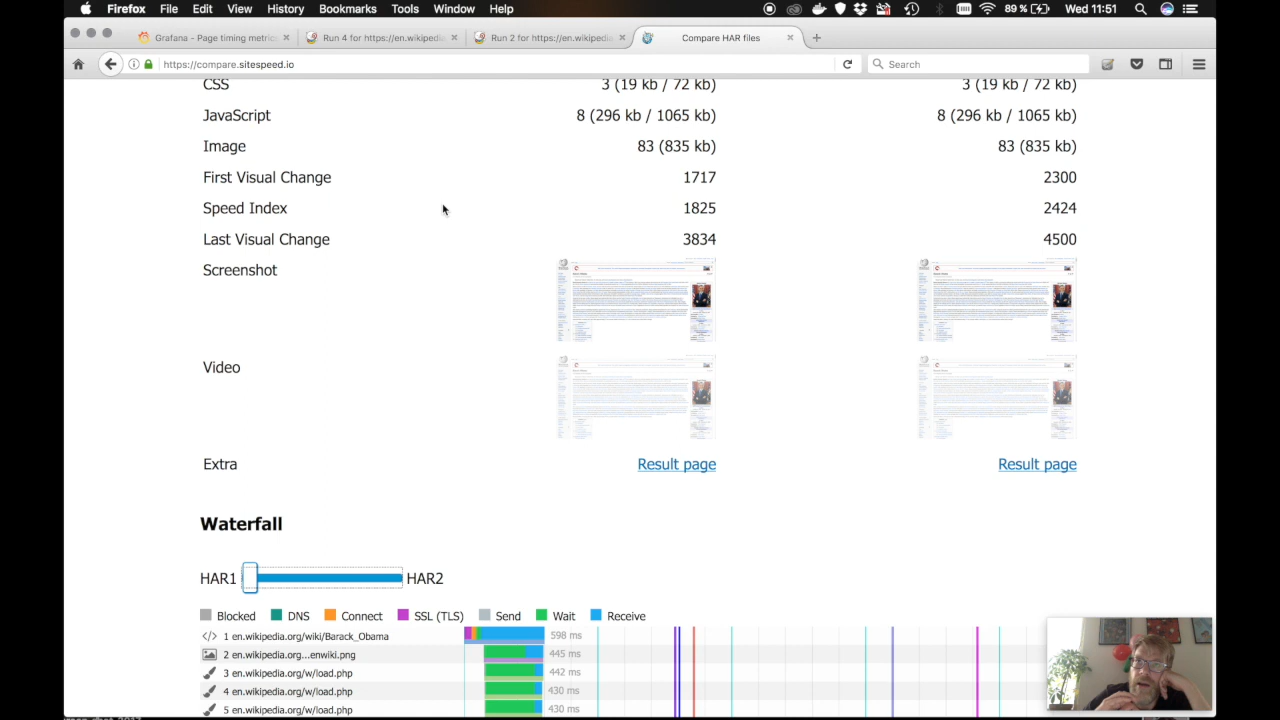 Firefox File Edit View History Bookmarks Tools Window Help 89 % Wed 11:51
Grafana - Page timing metrics Run 4 for https://en.wikipedia Run 2 for https://en.wikipedia Compare HAR files
https://compare.sitespeed.io Search
CSS 3 (19 kb / 72 kb) 3 (19 kb / 72 kb)
JavaScript 8 (296 kb / 1065 kb) 8 (296 kb / 1065 kb)
Image 83 (835 kb) 83 (835 kb)
First Visual Change 1717 2300
Speed Index 1825 2424
Last Visual Change 3834 4500
Screenshot
Video
Extra Result page Result page
Waterfall
HAR1 HAR2
Blocked DNS Connect SSL (TLS) Send Wait Receive
1 en.wikipedia.org/wiki/Barack_Obama 598 ms
2 en.wikipedia.org...enwiki.png 445 ms
3 en.wikipedia.org/w/load.php 442 ms
4 en.wikipedia.org/w/load.php 430 ms
5 en.wikipedia.org/w/load.php 430 ms